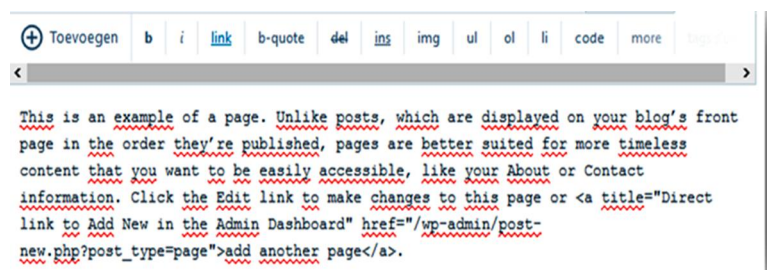 Toevoegen b i link b-quote del ins img ul ol li code more
This is an example of a page. Unlike posts, which are displayed on your blog’s front
page in the order they’re published, pages are better suited for more timeless
content that you want to be easily accessible, like your About or Contact
information. Click the Edit link to make changes to this page or <a title="Direct
link to Add New in the Admin Dashboard" href="/wp-admin/post-
new.php?post_type=page">add another page</a>.